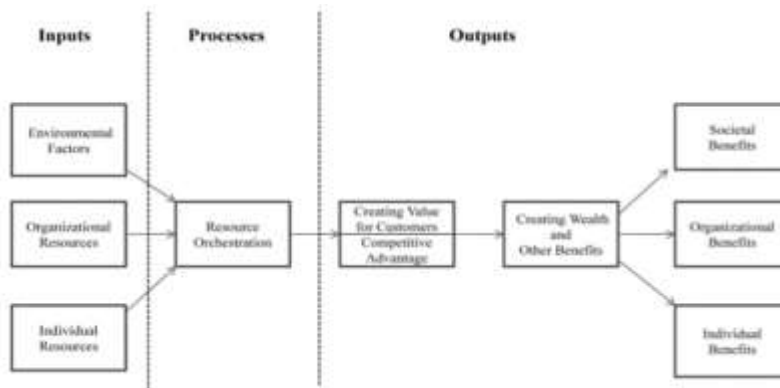 Inputs
Processes
Outputs
Environmental
Factors
Organizational
Resources
Individual
Resources
Resource
Orchestration
Creating Value
for Customers
Competitive
Advantage
Creating Wealth
and
Other Benefits
Societal
Benefits
Organizational
Benefits
Individual
Benefits